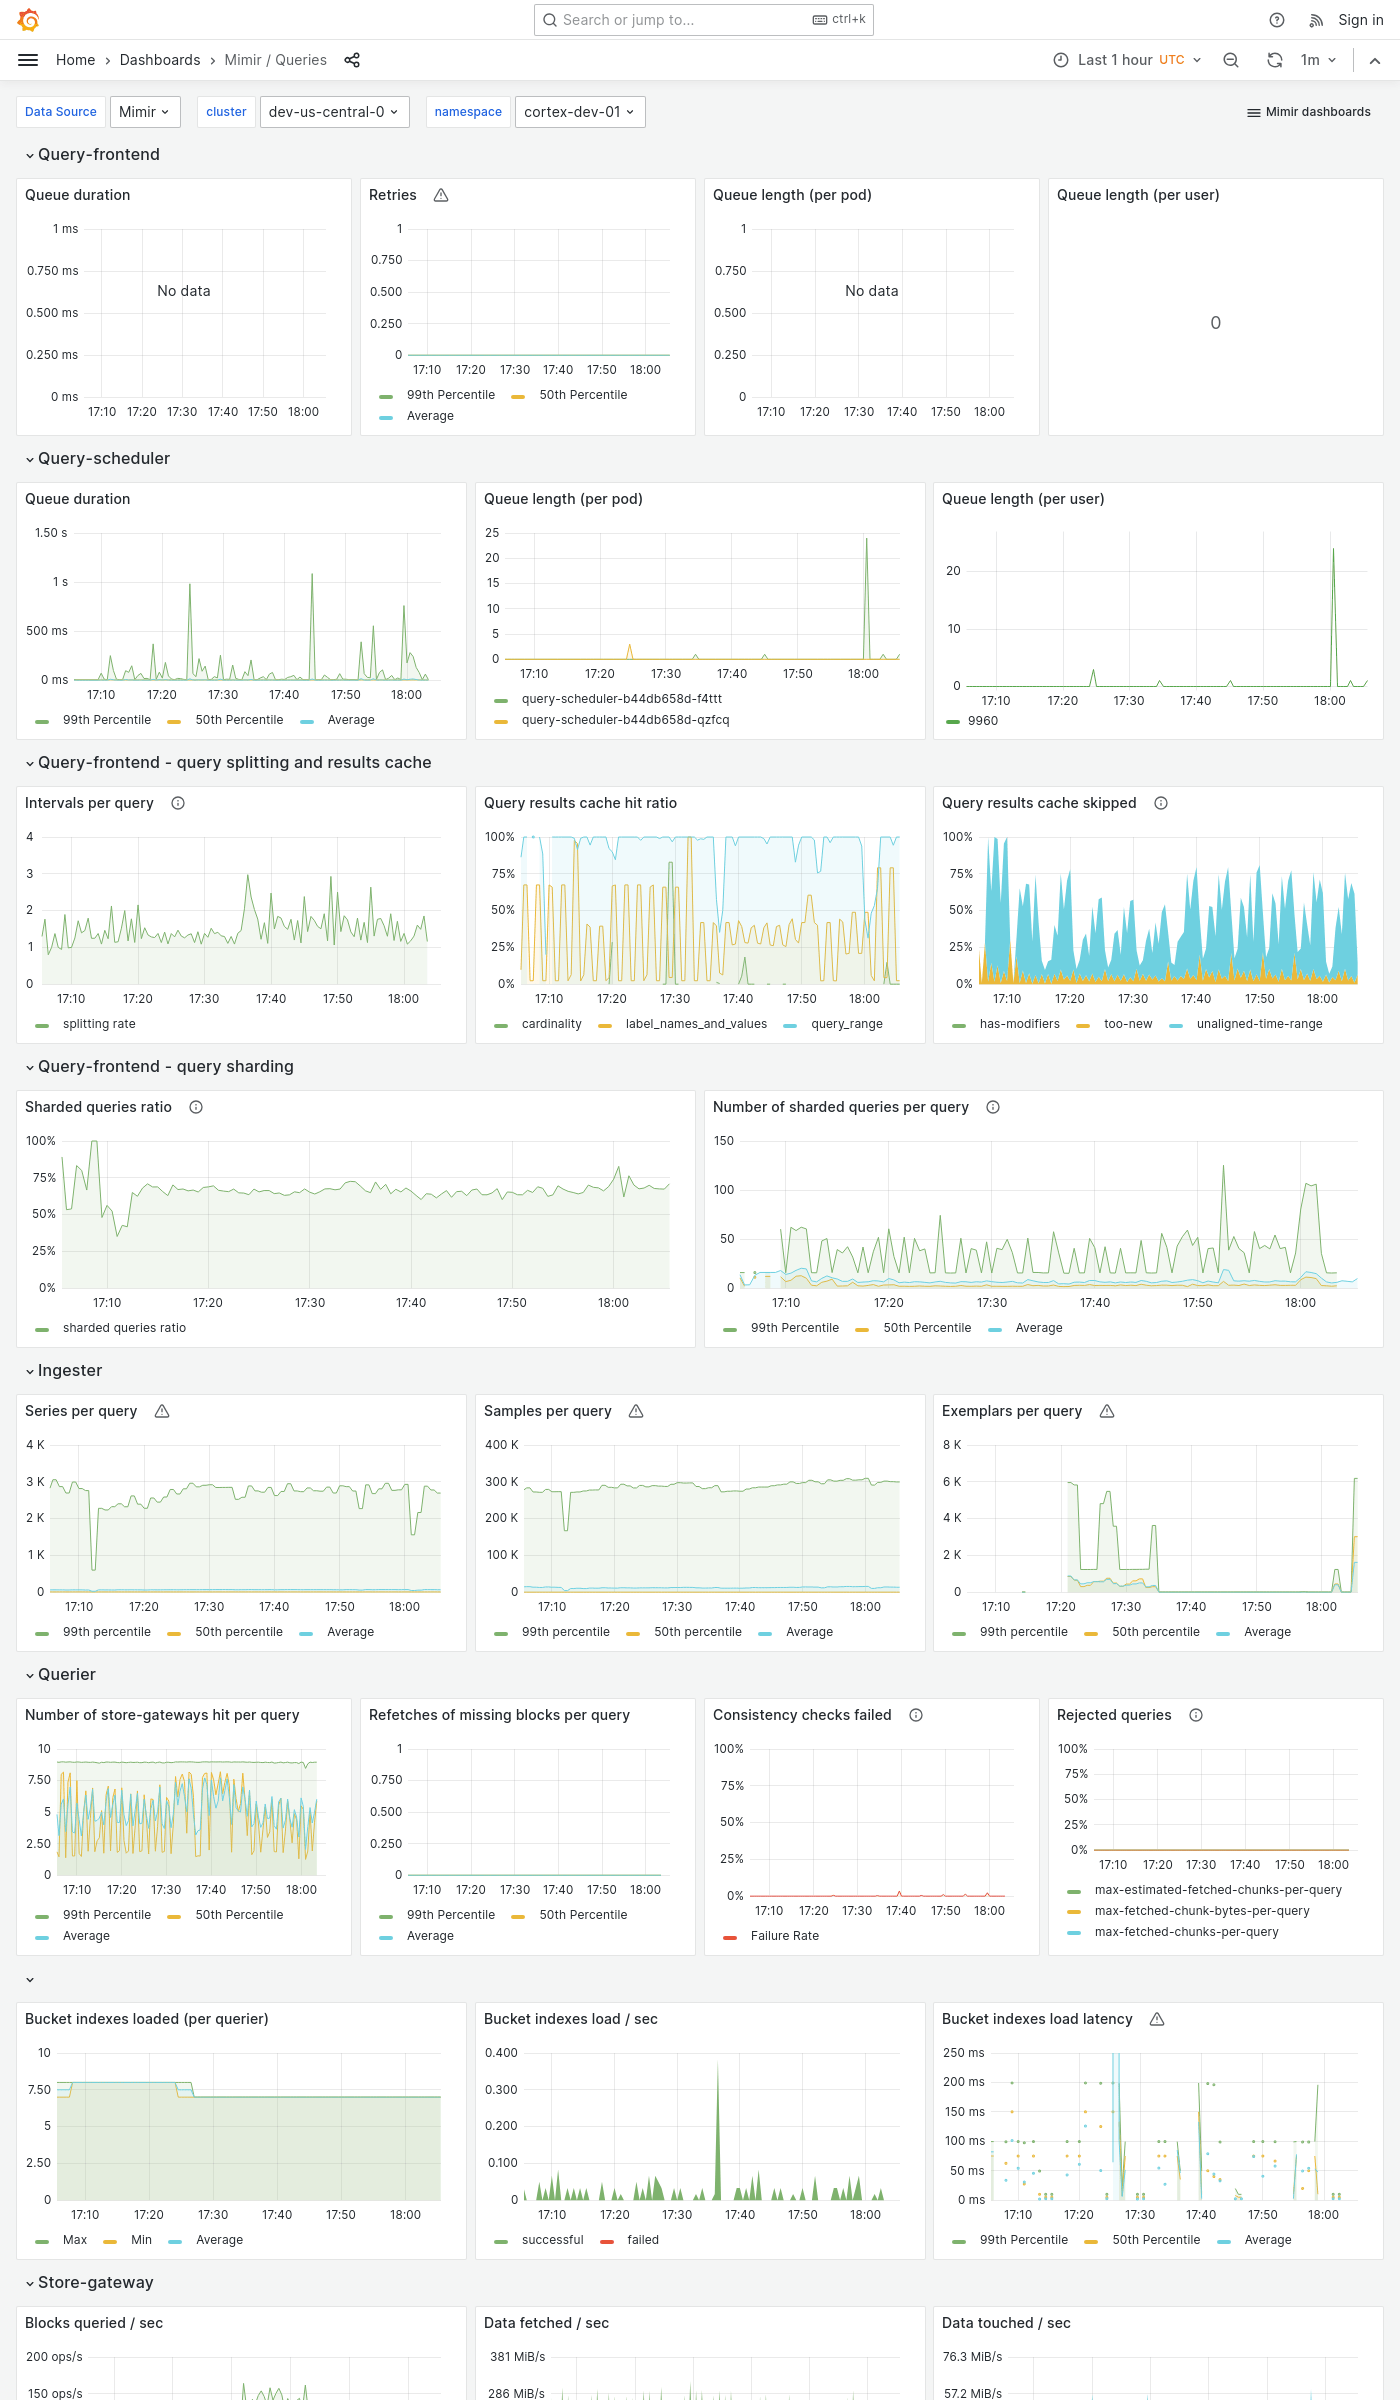 Search or jump to...
ctrl+k
Sign in
Home
Dashboards
Mimir / Queries
Last 1 hour UTC
1m
Data Source
Mimir
cluster
dev-us-central-0
namespace
cortex-dev-01
Mimir dashboards
Query-frontend
Queue duration
1 ms
0.750 ms
0.500 ms
0.250 ms
0 ms
No data
17:10 17:20 17:30 17:40 17:50 18:00
Retries
1
0.750
0.500
0.250
0
17:10 17:20 17:30 17:40 17:50 18:00
99th Percentile 50th Percentile
Average
Queue length (per pod)
1
0.750
0.500
0.250
0
No data
17:10 17:20 17:30 17:40 17:50 18:00
Queue length (per user)
0
Query-scheduler
Queue duration
1.50 s
1 s
500 ms
0 ms
17:10 17:20 17:30 17:40 17:50 18:00
99th Percentile 50th Percentile Average
Queue length (per pod)
25
20
15
10
5
0
17:10 17:20 17:30 17:40 17:50 18:00
query-scheduler-b44db658d-f4ttt
query-scheduler-b44db658d-qzfcq
Queue length (per user)
20
10
0
17:10 17:20 17:30 17:40 17:50 18:00
9960
Query-frontend - query splitting and results cache
Intervals per query
4
3
2
1
0
17:10 17:20 17:30 17:40 17:50 18:00
splitting rate
Query results cache hit ratio
100%
75%
50%
25%
0%
17:10 17:20 17:30 17:40 17:50 18:00
cardinality label_names_and_values query_range
Query results cache skipped
100%
75%
50%
25%
0%
17:10 17:20 17:30 17:40 17:50 18:00
has-modifiers too-new unaligned-time-range
Query-frontend - query sharding
Sharded queries ratio
100%
75%
50%
25%
0%
17:10 17:20 17:30 17:40 17:50 18:00
sharded queries ratio
Number of sharded queries per query
150
100
50
0
17:10 17:20 17:30 17:40 17:50 18:00
99th Percentile 50th Percentile Average
Ingester
Series per query
4 K
3 K
2 K
1 K
0
17:10 17:20 17:30 17:40 17:50 18:00
99th percentile 50th percentile Average
Samples per query
400 K
300 K
200 K
100 K
0
17:10 17:20 17:30 17:40 17:50 18:00
99th percentile 50th percentile Average
Exemplars per query
8 K
6 K
4 K
2 K
0
17:10 17:20 17:30 17:40 17:50 18:00
99th percentile 50th percentile Average
Querier
Number of store-gateways hit per query
10
7.50
5
2.50
0
17:10 17:20 17:30 17:40 17:50 18:00
99th Percentile 50th Percentile
Average
Refetches of missing blocks per query
1
0.750
0.500
0.250
0
17:10 17:20 17:30 17:40 17:50 18:00
99th Percentile 50th Percentile
Average
Consistency checks failed
100%
75%
50%
25%
0%
17:10 17:20 17:30 17:40 17:50 18:00
Failure Rate
Rejected queries
100%
75%
50%
25%
0%
17:10 17:20 17:30 17:40 17:50 18:00
max-estimated-fetched-chunks-per-query
max-fetched-chunk-bytes-per-query
max-fetched-chunks-per-query
Bucket indexes loaded (per querier)
10
7.50
5
2.50
0
17:10 17:20 17:30 17:40 17:50 18:00
Max Min Average
Bucket indexes load / sec
0.400
0.300
0.200
0.100
0
17:10 17:20 17:30 17:40 17:50 18:00
successful failed
Bucket indexes load latency
250 ms
200 ms
150 ms
100 ms
50 ms
0 ms
17:10 17:20 17:30 17:40 17:50 18:00
99th Percentile 50th Percentile Average
Store-gateway
Blocks queried / sec
200 ops/s
150 ops/s
Data fetched / sec
381 MiB/s
286 MiB/s
Data touched / sec
76.3 MiB/s
57.2 MiB/s